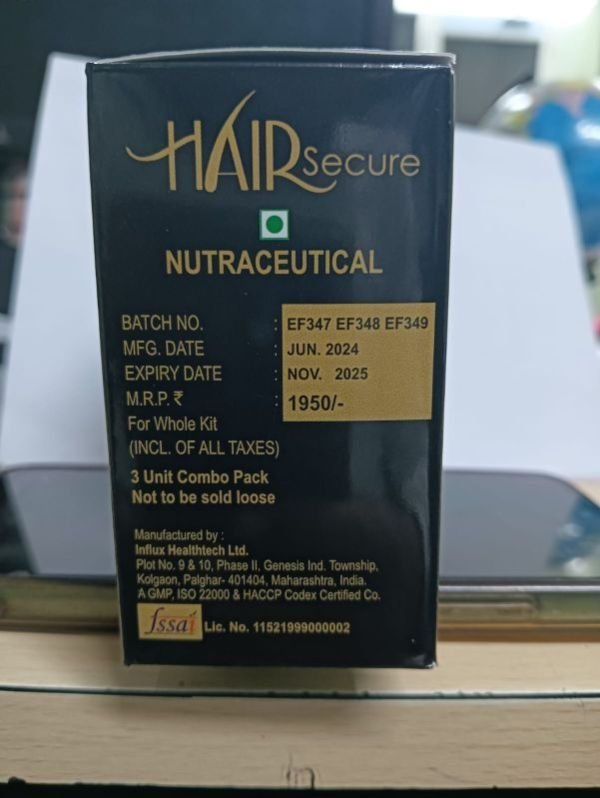 HAIR Secure
NUTRACEUTICAL
BATCH NO. : EF347 EF348 EF349
MFG. DATE : JUN. 2024
EXPIRY DATE : NOV. 2025
M.R.P. ₹ : 1950/-
For Whole Kit
(INCL. OF ALL TAXES)
3 Unit Combo Pack
Not to be sold loose
Manufactured by :
Influx Healthtech Ltd.
Plot No. 9 & 10, Phase II, Genesis Ind. Township,
Kolgaon, Palghar- 401404, Maharashtra, India.
A GMP, ISO 22000 & HACCP Codex Certified Co.
fssai Lic. No. 11521999000002